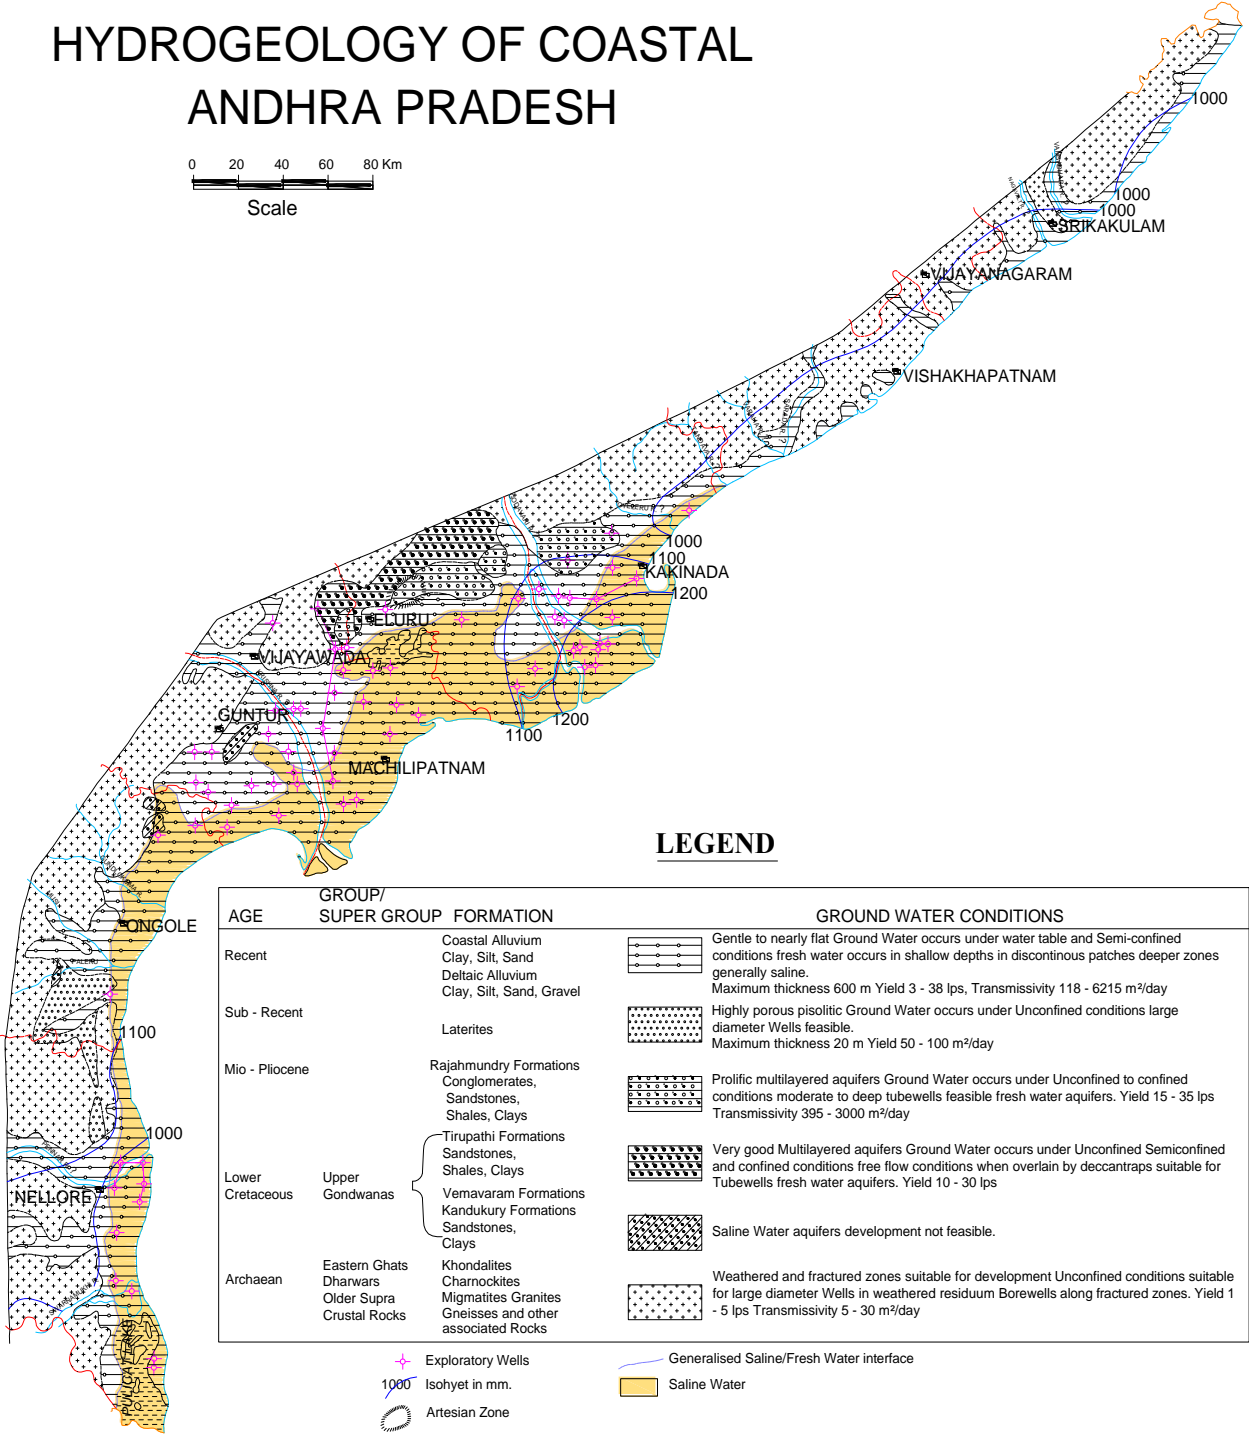 HYDROGEOLOGY OF COASTAL
ANDHRA PRADESH
0 20 40 60 80 Km
Scale
1000
1000
1000
SRIKAKULAM
VIJAYANAGARAM
VISHAKHAPATNAM
1000
1100
KAKINADA
1200
ELURU
VIJAYAWADA
GUNTUR
1200
1100
MACHILIPATNAM
ONGOLE
PALERU
1100
1000
NELLORE
PULICAT LAKE
LEGEND
AGE GROUP/ SUPER GROUP FORMATION GROUND WATER CONDITIONS
Recent
Coastal Alluvium
Clay, Silt, Sand
Deltaic Alluvium
Clay, Silt, Sand, Gravel
Gentle to nearly flat Ground Water occurs under water table and Semi-confined
conditions fresh water occurs in shallow depths in discontinous patches deeper zones
generally saline.
Maximum thickness 600 m Yield 3 - 38 lps, Transmissivity 118 - 6215 m²/day
Sub - Recent
Laterites
Highly porous pisolitic Ground Water occurs under Unconfined conditions large
diameter Wells feasible.
Maximum thickness 20 m Yield 50 - 100 m²/day
Mio - Pliocene
Rajahmundry Formations
Conglomerates,
Sandstones,
Shales, Clays
Prolific multilayered aquifers Ground Water occurs under Unconfined to confined
conditions moderate to deep tubewells feasible fresh water aquifers. Yield 15 - 35 lps
Transmissivity 395 - 3000 m²/day
Lower
Cretaceous
Upper
Gondwanas
Tirupathi Formations
Sandstones,
Shales, Clays
Vemavaram Formations
Kandukury Formations
Sandstones,
Clays
Very good Multilayered aquifers Ground Water occurs under Unconfined Semiconfined
and confined conditions free flow conditions when overlain by deccantraps suitable for
Tubewells fresh water aquifers. Yield 10 - 30 lps
Saline Water aquifers development not feasible.
Archaean
Eastern Ghats
Dharwars
Older Supra
Crustal Rocks
Khondalites
Charnockites
Migmatites Granites
Gneisses and other
associated Rocks
Weathered and fractured zones suitable for development Unconfined conditions suitable
for large diameter Wells in weathered residuum Borewells along fractured zones. Yield 1
- 5 lps Transmissivity 5 - 30 m²/day
Exploratory Wells
1000 Isohyet in mm.
Artesian Zone
Generalised Saline/Fresh Water interface
Saline Water